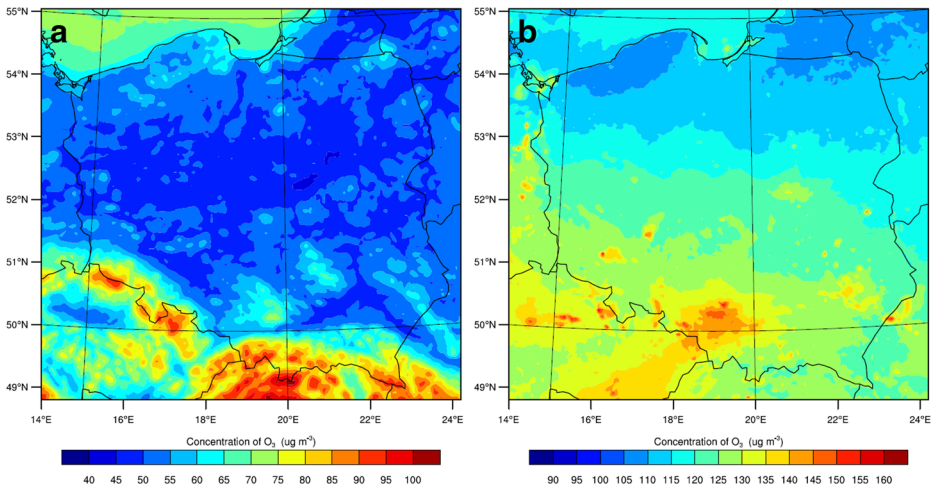 a
b
55°N
54°N
53°N
52°N
51°N
50°N
49°N
14°E 16°E 18°E 20°E 22°E 24°E
55°N
54°N
53°N
52°N
51°N
50°N
49°N
14°E 16°E 18°E 20°E 22°E 24°E
Concentration of O₃ (ug m⁻³)
40 45 50 55 60 65 70 75 80 85 90 95 100
Concentration of O₃ (ug m⁻³)
90 95 100 105 110 115 120 125 130 135 140 145 150 155 160